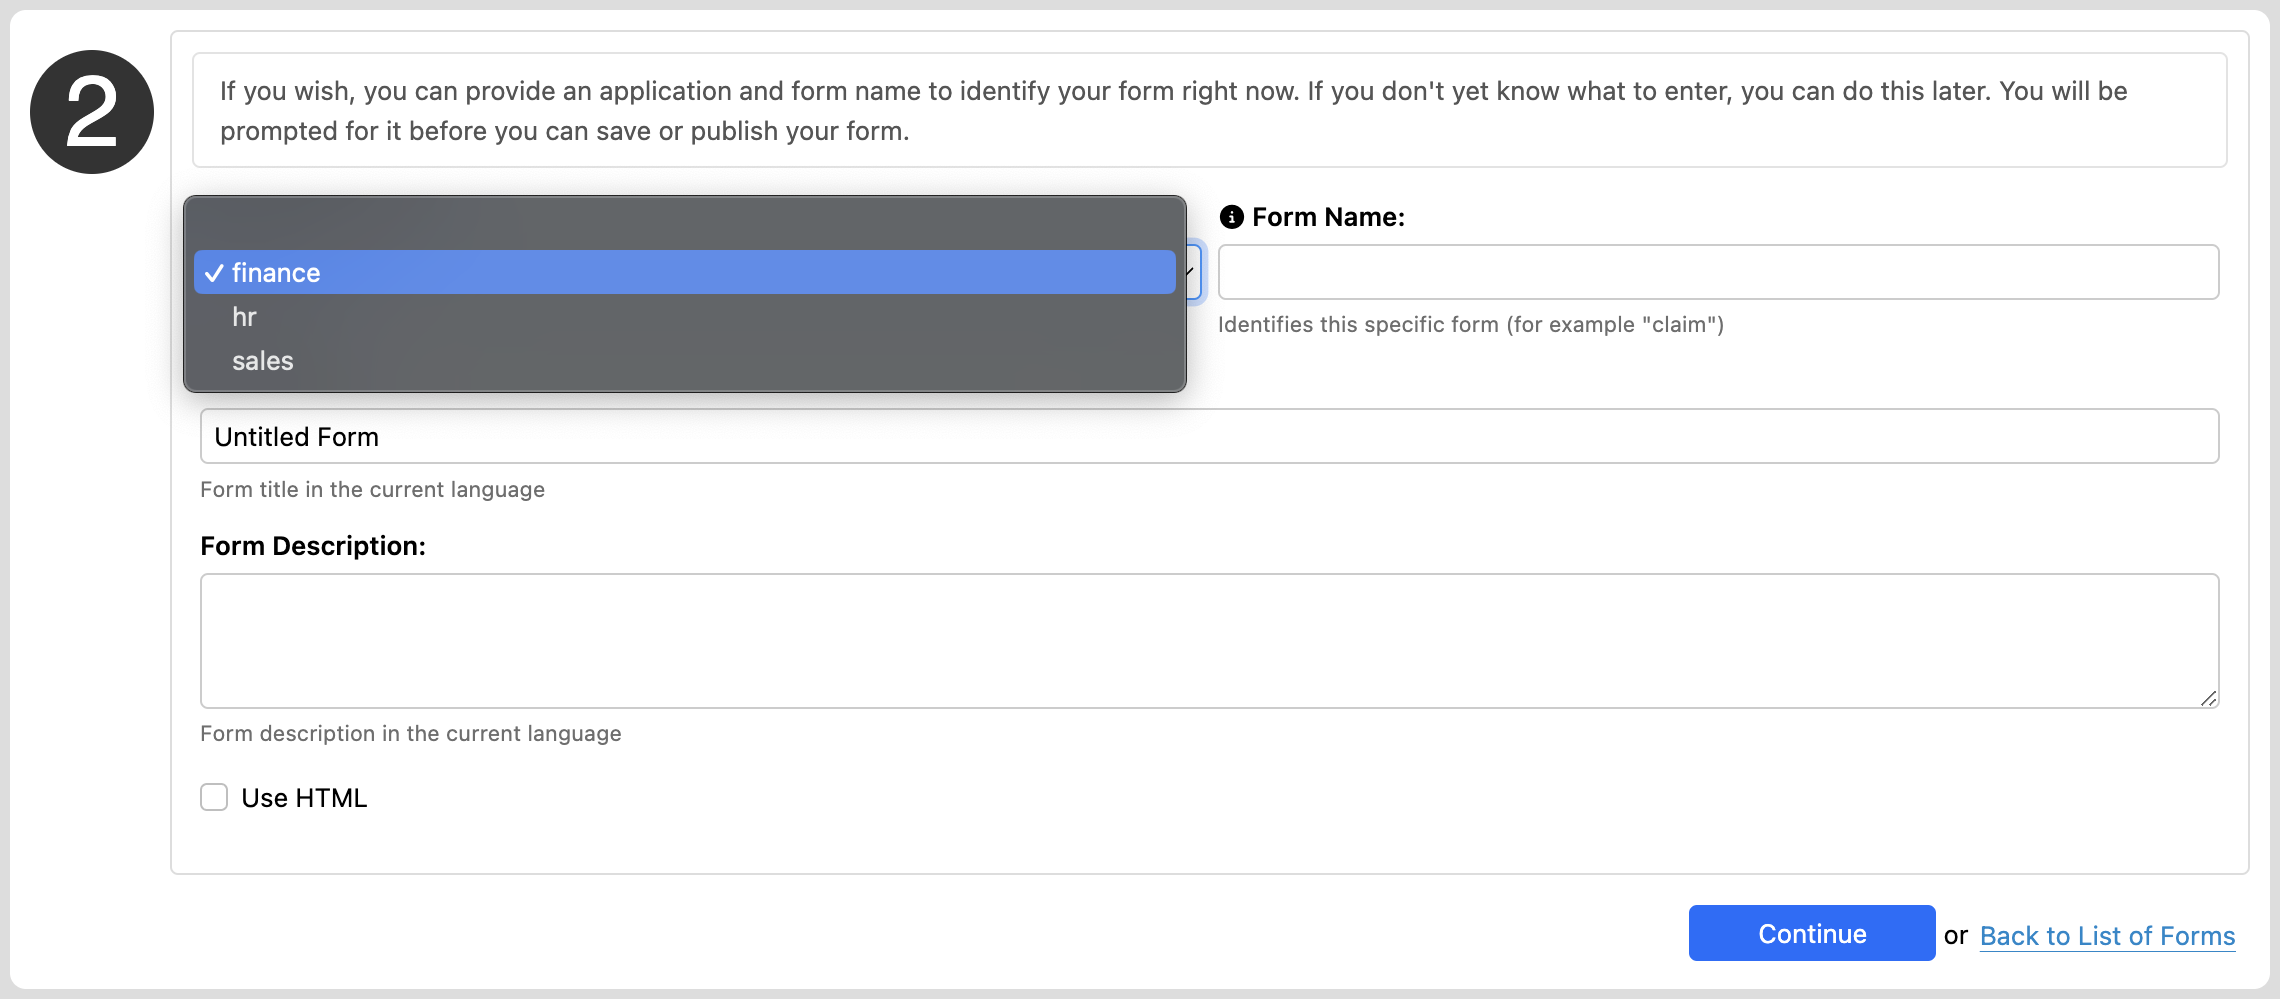 2
If you wish, you can provide an application and form name to identify your form right now. If you don't yet know what to enter, you can do this later. You will be
prompted for it before you can save or publish your form.
finance
hr
sales
Form Name:
Identifies this specific form (for example "claim")
Untitled Form
Form title in the current language
Form Description:
Form description in the current language
Use HTML
Continue or Back to List of Forms